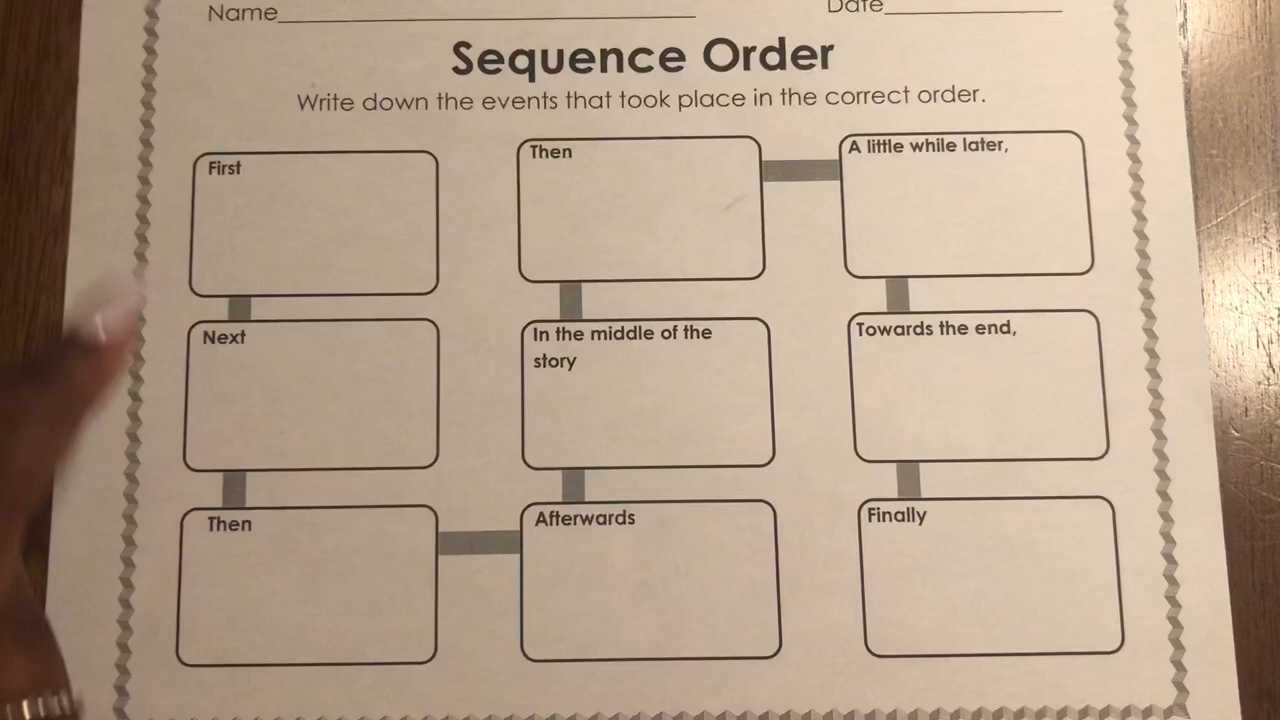 Name
Date
Sequence Order
Write down the events that took place in the correct order.
First
Then
A little while later,
Next
In the middle of the
story
Towards the end,
Then
Afterwards
Finally